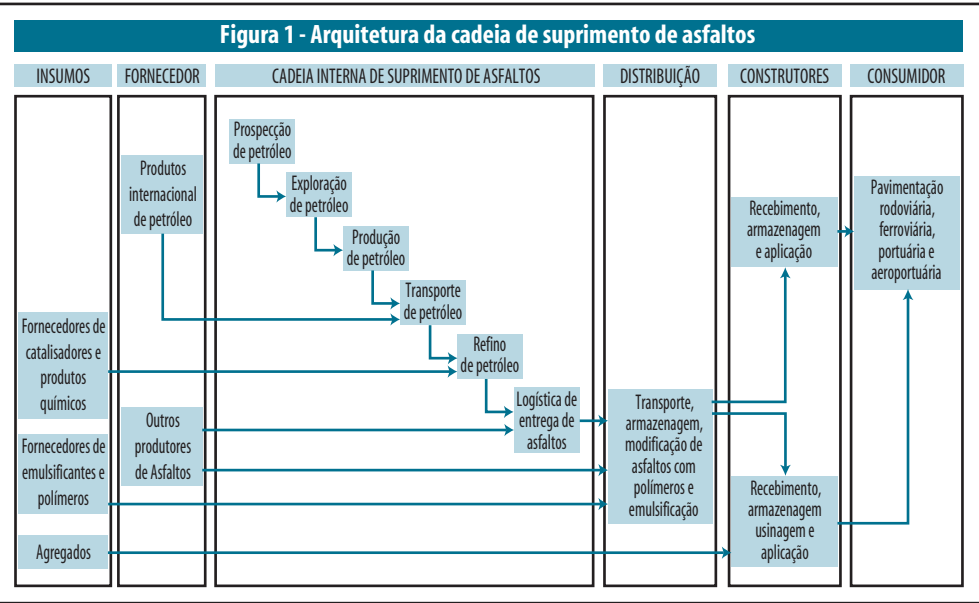 Figura 1 - Arquitetura da cadeia de suprimento de asfaltos
INSUMOS
FORNECEDOR
CADEIA INTERNA DE SUPRIMENTO DE ASFALTOS
DISTRIBUIÇÃO
CONSTRUTORES
CONSUMIDOR
Fornecedores de
catalisadores e
produtos
químicos
Fornecedores de
emulsificantes e
polímeros
Agregados
Produtos
internacional
de petróleo
Outros
produtores
de Asfaltos
Prospecção
de petróleo
Exploração
de petróleo
Produção
de petróleo
Transporte
de petróleo
Refino
de petróleo
Logística de
entrega de
asfaltos
Transporte,
armazenagem,
modificação de
asfaltos com
polímeros e
emulsificação
Recebimento,
armazenagem
e aplicação
Recebimento,
armazenagem
usinagem e
aplicação
Pavimentação
rodoviária,
ferroviária,
portuária e
aeroportuária